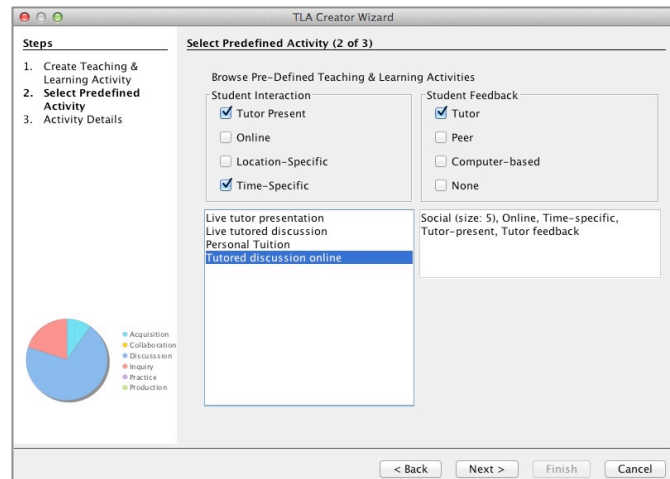 TLA Creator Wizard
Steps
1. Create Teaching &
Learning Activity
2. Select Predefined
Activity
3. Activity Details
Select Predefined Activity (2 of 3)
Browse Pre-Defined Teaching & Learning Activities
Student Interaction
Tutor Present
Online
Location-Specific
Time-Specific
Student Feedback
Tutor
Peer
Computer-based
None
Live tutor presentation
Live tutored discussion
Personal Tuition
Tutored discussion online
Social (size: 5), Online, Time-specific,
Tutor-present, Tutor feedback
Acquisition
Collaboration
Discusssion
Inquiry
Practice
Production
< Back
Next >
Finish
Cancel